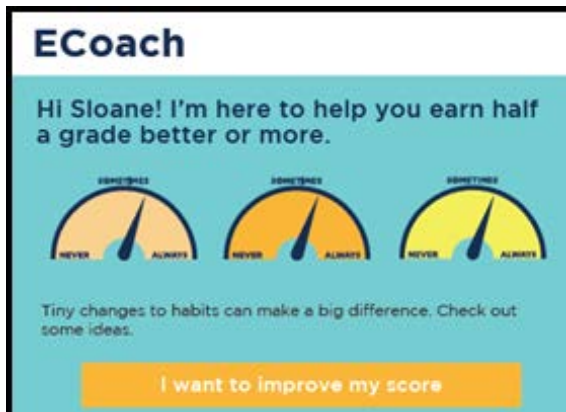 ECoach
Hi Sloane! I'm here to help you earn half
a grade better or more.
SOMETIMES SOMETIMES SOMETIMES
NEVER ALWAYS NEVER ALWAYS NEVER ALWAYS
Tiny changes to habits can make a big difference. Check out
some ideas.
I want to improve my score